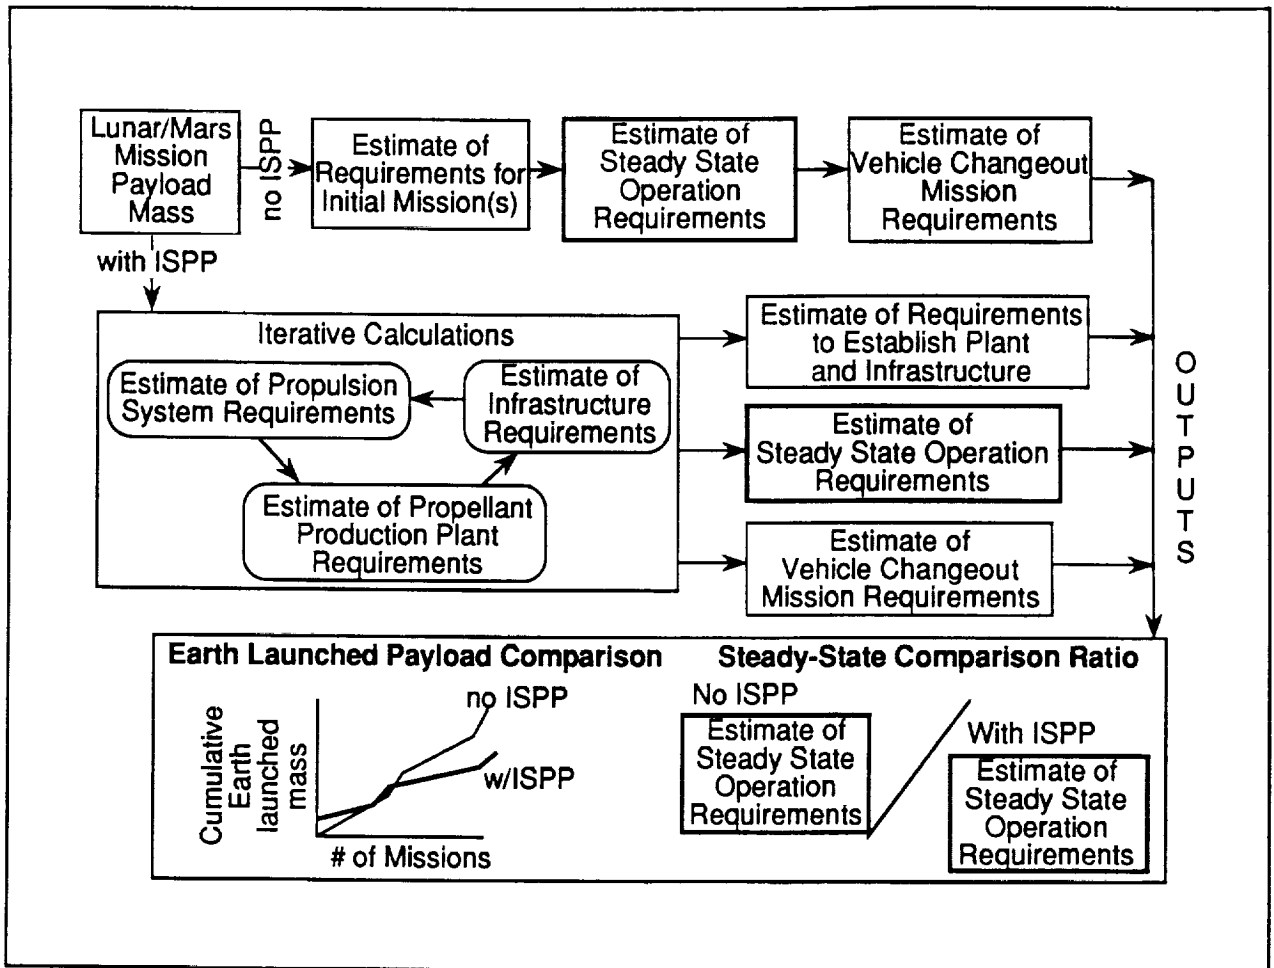 Lunar/Mars
Mission
Payload
Mass
no ISPP
Estimate of
Requirements for
Initial Mission(s)
Estimate of
Steady State
Operation
Requirements
Estimate of
Vehicle Changeout
Mission
Requirements
with ISPP
Iterative Calculations
Estimate of Propulsion
System Requirements
Estimate of
Infrastructure
Requirements
Estimate of Propellant
Production Plant
Requirements
Estimate of Requirements
to Establish Plant
and Infrastructure
Estimate of
Steady State Operation
Requirements
Estimate of
Vehicle Changeout
Mission Requirements
OUTPUTS
Earth Launched Payload Comparison
Cumulative
Earth
launched
mass
no ISPP
w/ISPP
# of Missions
Steady-State Comparison Ratio
No ISPP
Estimate of
Steady State
Operation
Requirements
With ISPP
Estimate of
Steady State
Operation
Requirements